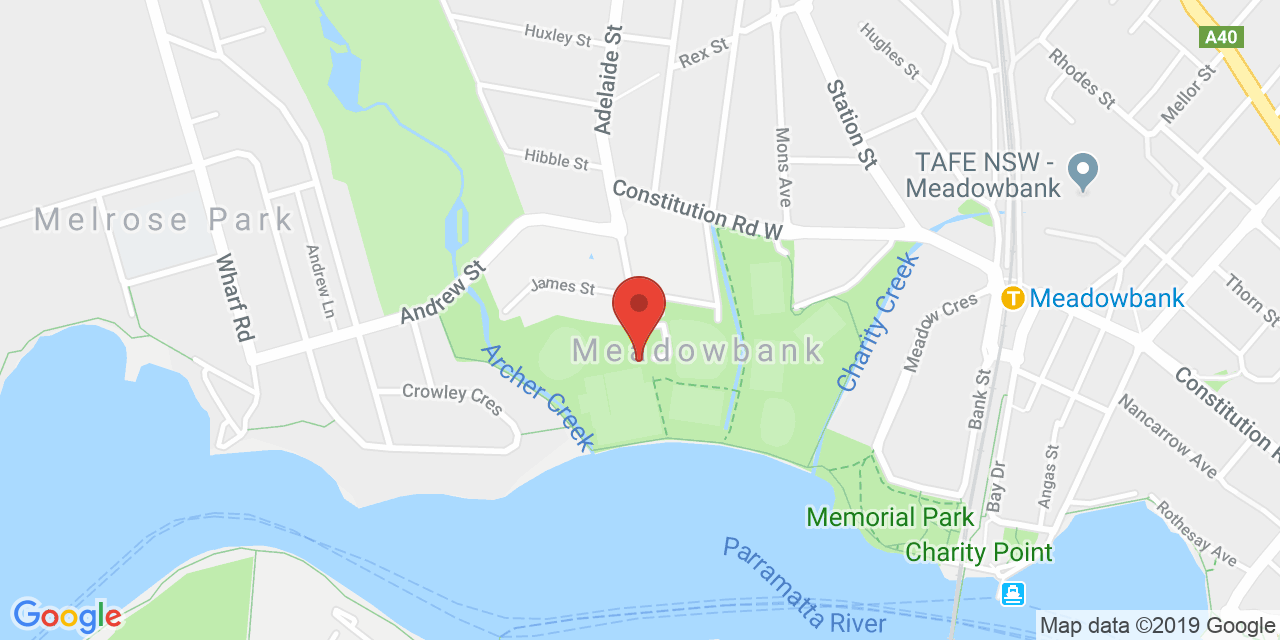 Huxley St
Adelaide St
Rex St
Hughes St
A40
Rhodes St
Mellor St
Station St
Mons Ave
Hibble St
TAFE NSW -
Meadowbank
Constitution Rd W
Melrose Park
Wharf Rd
Andrew Ln
Andrew St
James St
Charity Creek
Meadow Cres
T
Meadowbank
Thorn St
Meadowbank
Archer Creek
Crowley Cres
Bank St
Constitution R
Nancarrow Ave
Angas St
Bay Dr
Rothesay Ave
Memorial Park
Charity Point
Parramatta River
Google
Map data ©2019 Google